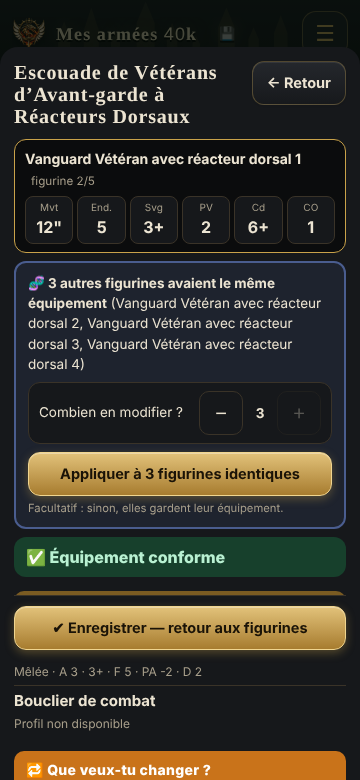 Mes armées 40k 💾 ☰
Escouade de Vétérans
d’Avant-garde à
Réacteurs Dorsaux
← Retour
Vanguard Vétéran avec réacteur dorsal 1
figurine 2/5
Mvt End. Svg PV Cd CO
12" 5 3+ 2 6+ 1
🧬 3 autres figurines avaient le même
équipement (Vanguard Vétéran avec réacteur
dorsal 2, Vanguard Vétéran avec réacteur
dorsal 3, Vanguard Vétéran avec réacteur
dorsal 4)
Combien en modifier ? − 3 +
Appliquer à 3 figurines identiques
Facultatif : sinon, elles gardent leur équipement.
✅ Équipement conforme
✔ Enregistrer — retour aux figurines
Mêlée · A 3 · 3+ · F 5 · PA -2 · D 2
Bouclier de combat
Profil non disponible
🔁 Que veux-tu changer ?